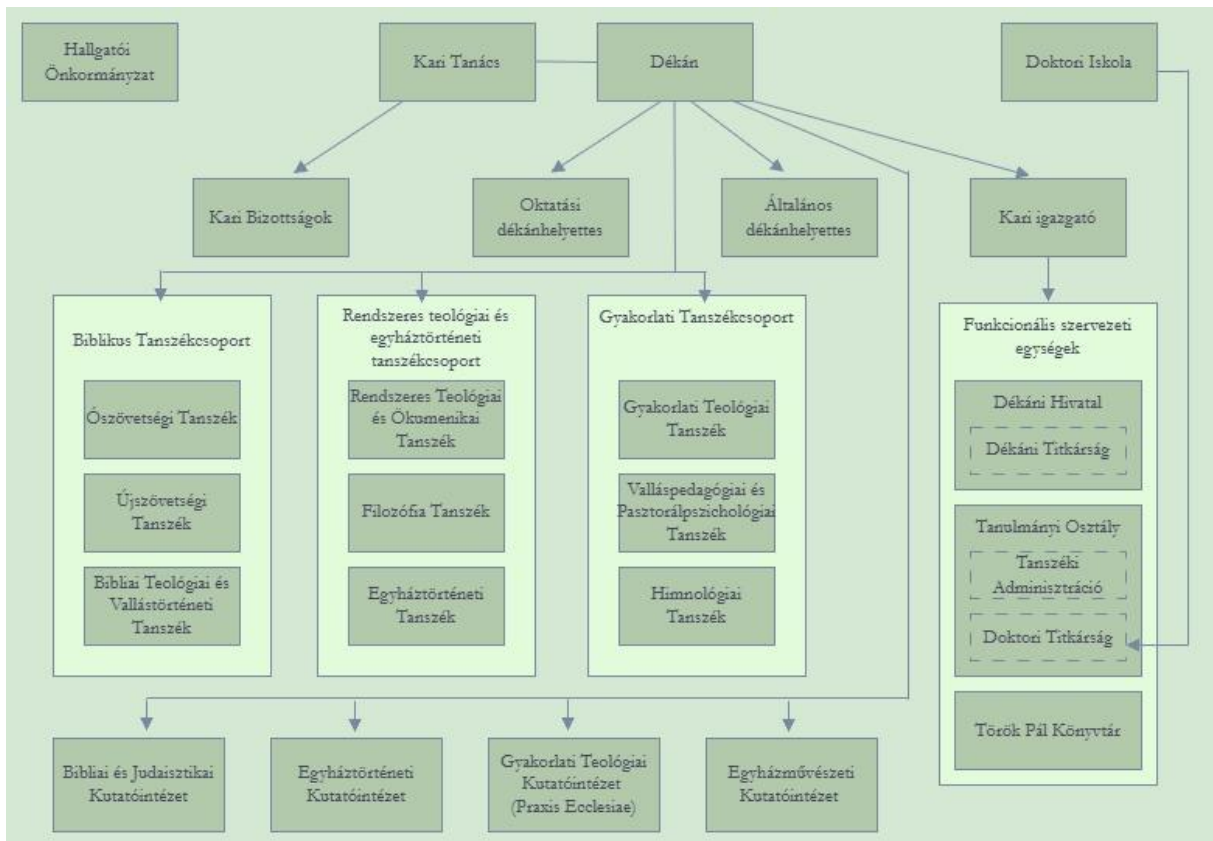 Hallgatói
Önkormányzat
Kari Tanács
Dékán
Doktori Iskola
Kari Bizottságok
Oktatási
dékánhelyettes
Általános
dékánhelyettes
Kari igazgató
Biblikus Tanszékcsoport
Ószövetségi Tanszék
Újszövetségi
Tanszék
Bibliai Teológiai és
Vallástörténeti
Tanszék
Rendszeres teológiai és
egyháztörténeti
tanszékcsoport
Rendszeres Teológiai
és Ökumenikai
Tanszék
Filozófia Tanszék
Egyháztörténeti
Tanszék
Gyakorlati Tanszékcsoport
Gyakorlati Teológiai
Tanszék
Valláspedagógiai és
Pasztorálpszichológiai
Tanszék
Himnológiai
Tanszék
Funkcionális szervezeti
egységek
Dékáni Hivatal
Dékáni Titkárság
Tanulmányi Osztály
Tanszéki
Adminisztráció
Doktori Titkárság
Török Pál Könyvtár
Bibliai és Judaisztikai
Kutatóintézet
Egyháztörténeti
Kutatóintézet
Gyakorlati Teológiai
Kutatóintézet
(Praxis Ecclesiae)
Egyházművészeti
Kutatóintézet